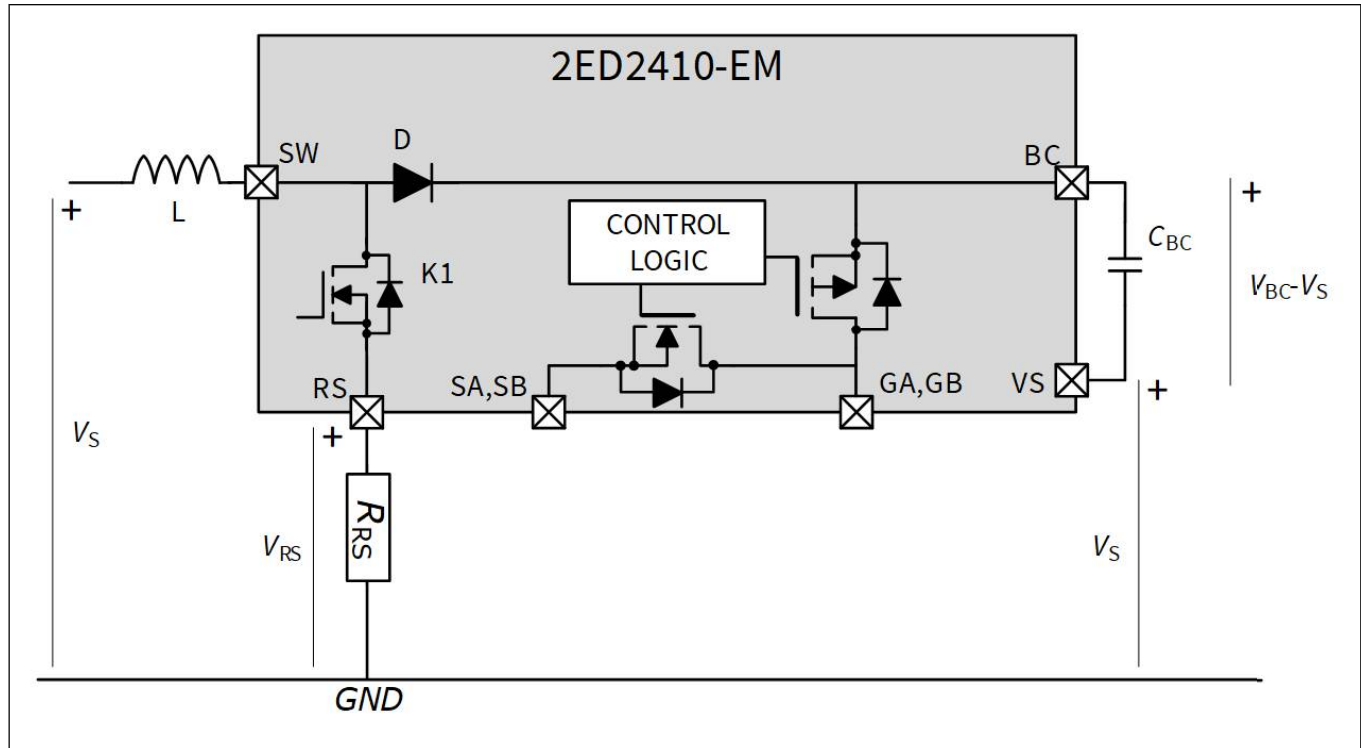 2ED2410-EM
SW
D
BC
+
L
CONTROL
LOGIC
K1
CBC
+
VBC-VS
RS
SA,SB
GA,GB
VS
+
+
VS
VRS
RRS
VS
GND